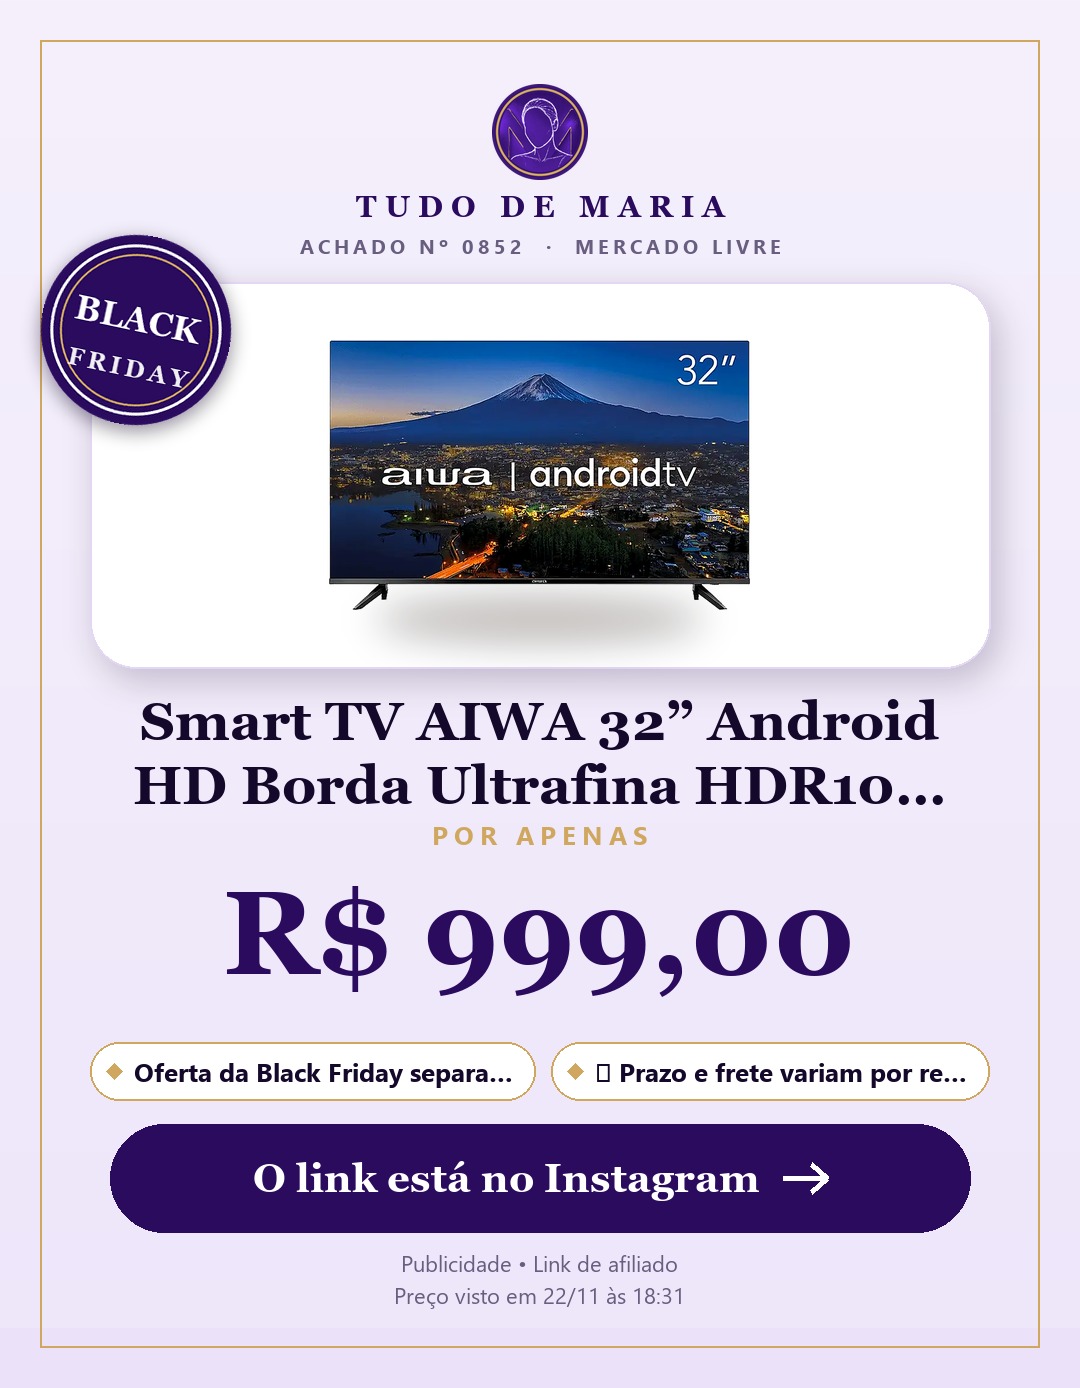 TUDO DE MARIA
ACHADO Nº 0852 · MERCADO LIVRE
BLACK
FRIDAY
32”
aiwa | androidtv
Smart TV AIWA 32” Android
HD Borda Ultrafina HDR10...
POR APENAS
R$ 999,00
Oferta da Black Friday separa...
Prazo e frete variam por re...
O link está no Instagram →
Publicidade • Link de afiliado
Preço visto em 22/11 às 18:31